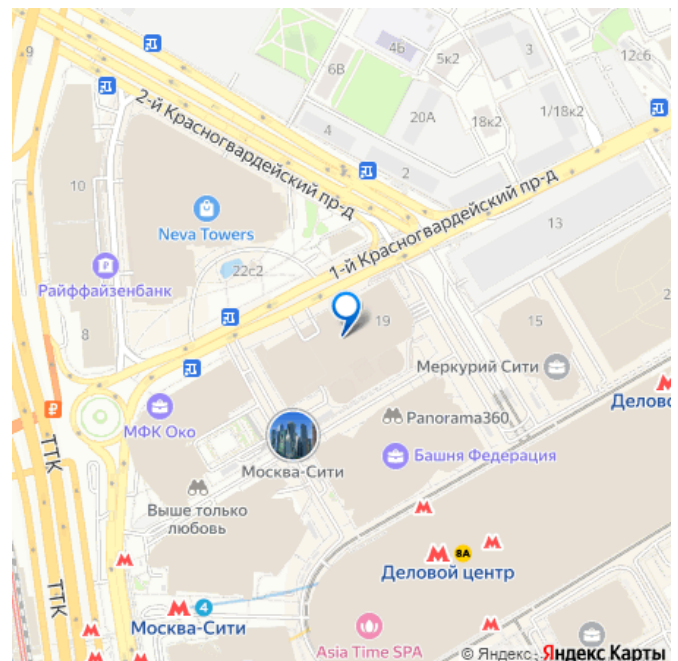 9
6В
4Б
5к2
3
12с6
2-й Красногвардейский пр-д
4
20А
18к2
1/18к2
10
2
Neva Towers
1-й Красногвардейский пр-д
13
Райффайзенбанк
22с2
8
19
15
2
Меркурий Сити
Делово
МФК Око
Panorama360
ТТК
Москва-Сити
Башня Федерация
Выше только
любовь
8А
Деловой центр
ТТК
4
Москва-Сити
Asia Time SPA
© Яндекс Яндекс Карты